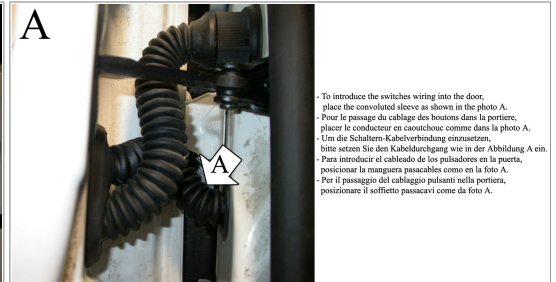 A
A
- To introduce the switches wiring into the door,
place the convoluted sleeve as shown in the photo A.
- Pour le passage du cablage des boutons dans la portiere,
placer le conducteur en caoutchouc comme dans la photo A.
- Um die Schaltern-Kabelverbindung einzusetzen,
bitte setzen Sie den Kabeldurchgang wie in der Abbildung A ein.
- Para introducir el cableado de los pulsadores en la puerta,
posicionar la manguera pasacables como en la foto A.
- Per il passaggio del cablaggio pulsanti nella portiera,
posizionare il soffietto passacavi come da foto A.